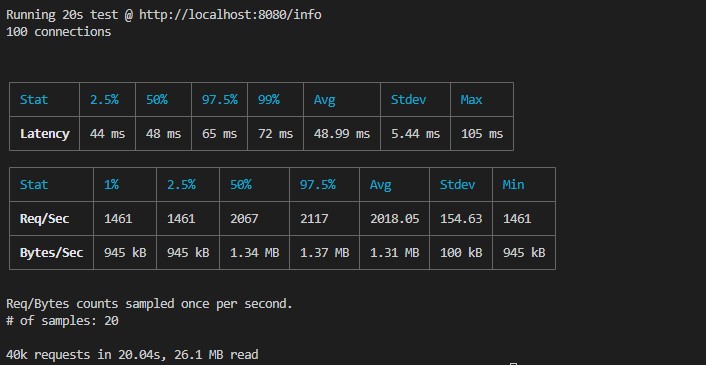 Running 20s test @ http://localhost:8080/info
100 connections
Stat 2.5% 50% 97.5% 99% Avg Stdev Max
Latency 44 ms 48 ms 65 ms 72 ms 48.99 ms 5.44 ms 105 ms
Stat 1% 2.5% 50% 97.5% Avg Stdev Min
Req/Sec 1461 1461 2067 2117 2018.05 154.63 1461
Bytes/Sec 945 kB 945 kB 1.34 MB 1.37 MB 1.31 MB 100 kB 945 kB
Req/Bytes counts sampled once per second.
# of samples: 20
40k requests in 20.04s, 26.1 MB read